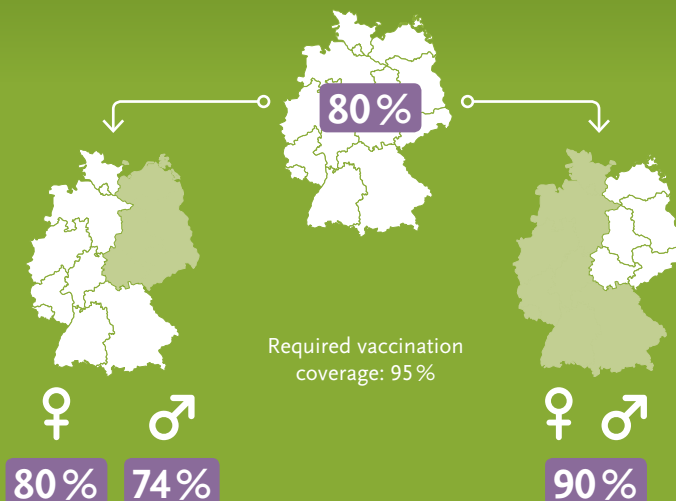 80 %
Required vaccination
coverage: 95 %
♀ ♂ ♀ ♂
80 % 74 % 90 %